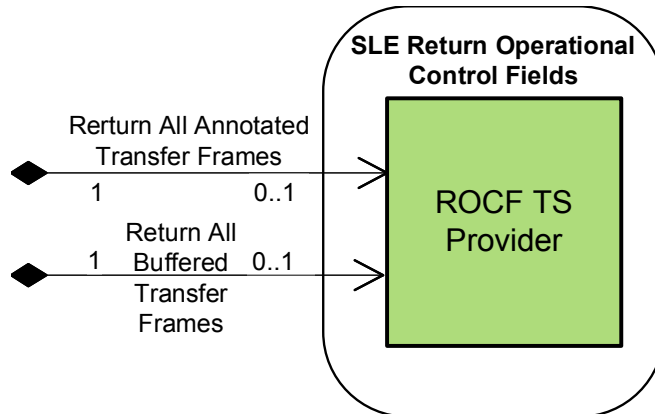 SLE Return Operational
Control Fields
Rerturn All Annotated
Transfer Frames
1
0..1
ROCF TS
Provider
Return All
1
Buffered
0..1
Transfer
Frames